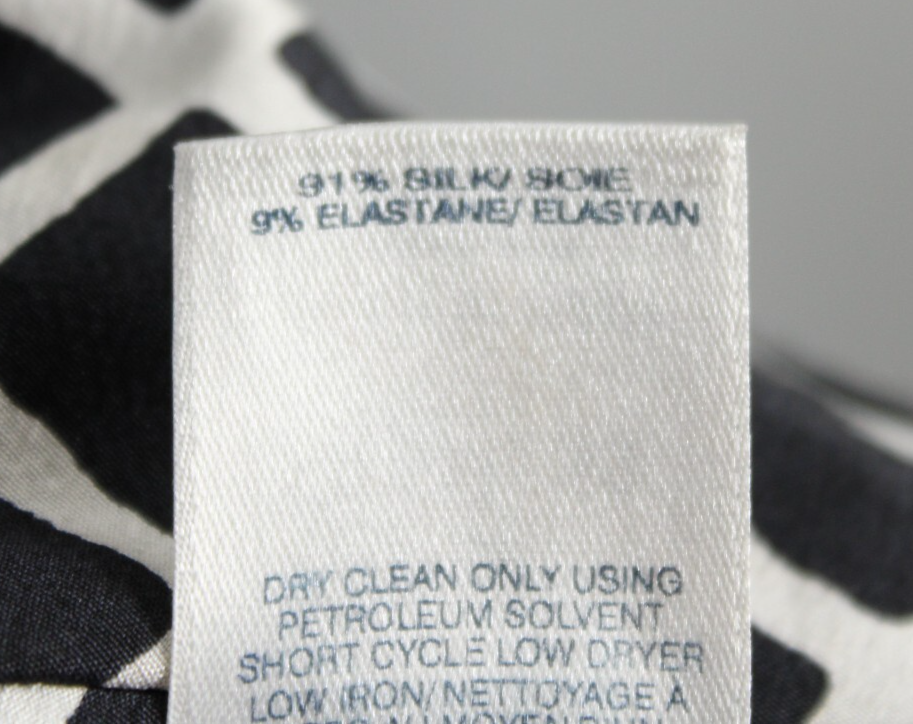 91% SILK/ SOIE
9% ELASTANE/ ELASTAN
DRY CLEAN ONLY USING
PETROLEUM SOLVENT
SHORT CYCLE LOW DRYER
LOW IRON/ NETTOYAGE A